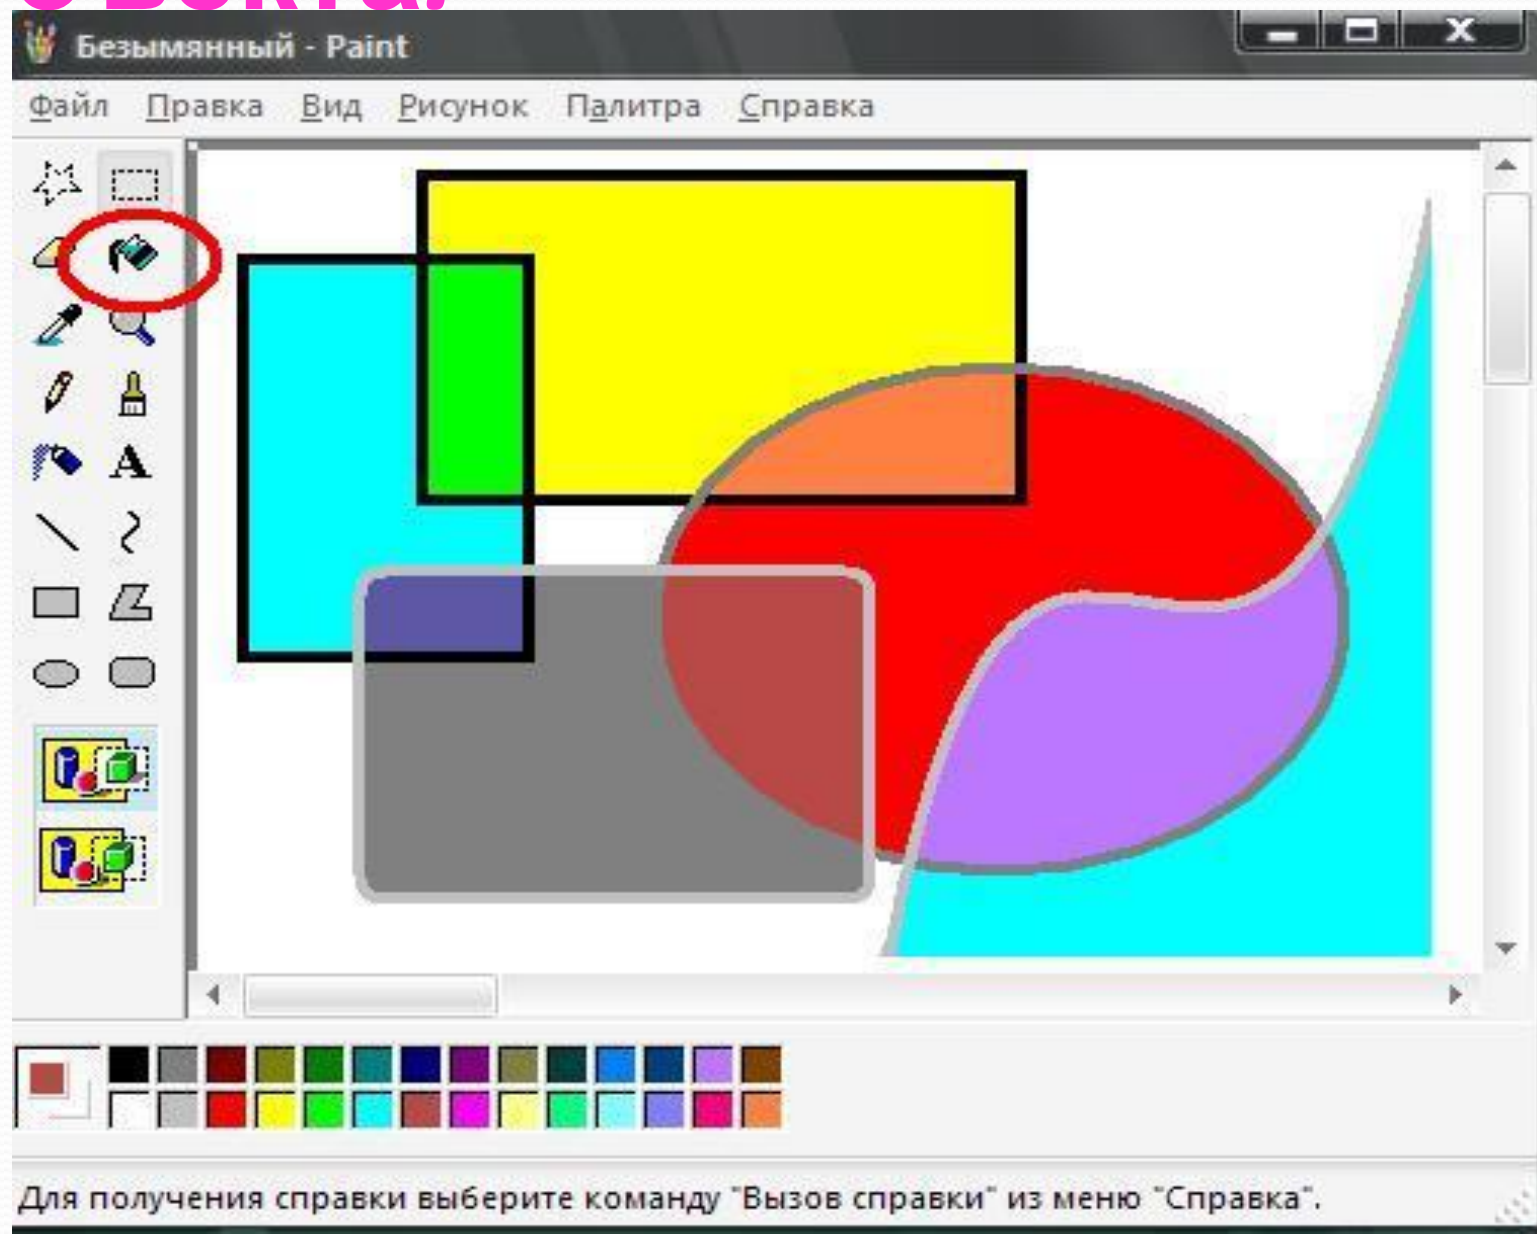 Безымянный - Paint
Файл Правка Вид Рисунок Палитра Справка
A
Для получения справки выберите команду "Вызов справки" из меню "Справка".